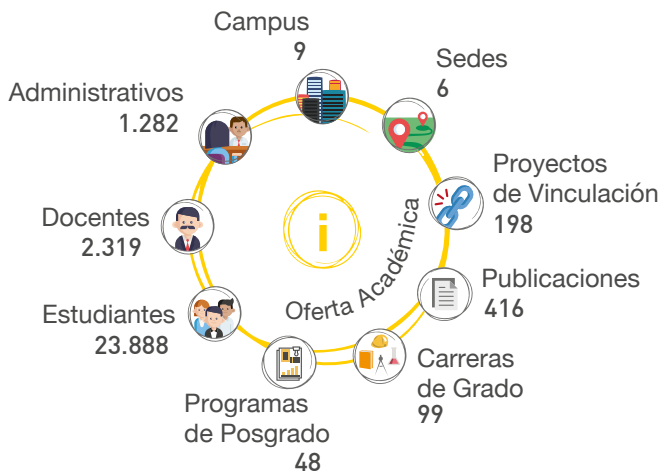 Campus
9
Sedes
6
Administrativos
1.282
Proyectos
de Vinculación
198
Docentes
2.319
i
Oferta Académica
Publicaciones
416
Estudiantes
23.888
Carreras
de Grado
99
Programas
de Posgrado
48